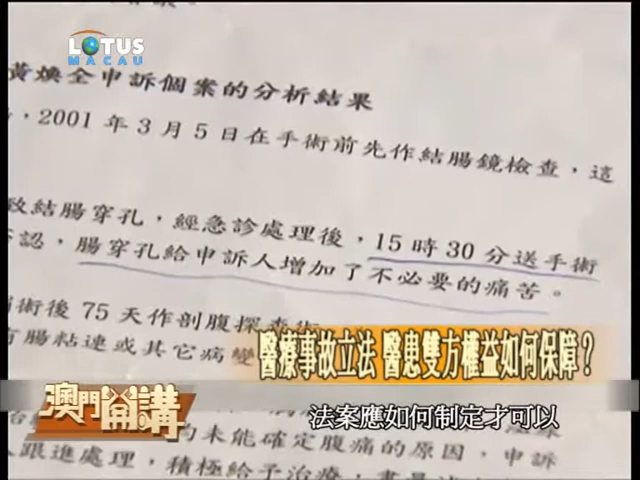 LOTUS
MACAU
黃煥全申訴個案的分析結果
，2001 年 3 月 5 日在手術前先作結腸鏡檢查，這
致結腸穿孔，經急診處理後，15 時 30 分送手術
否認，腸穿孔給申訴人增加了不必要的痛苦。
術後 75 天作剖腹探查術
有腸粘連或其它病變
醫療事故立法 醫患雙方權益如何保障？
澳門開講
法案應如何制定才可以
均未能確定腹痛的原因，申訴
跟進處理，積極給予治療，